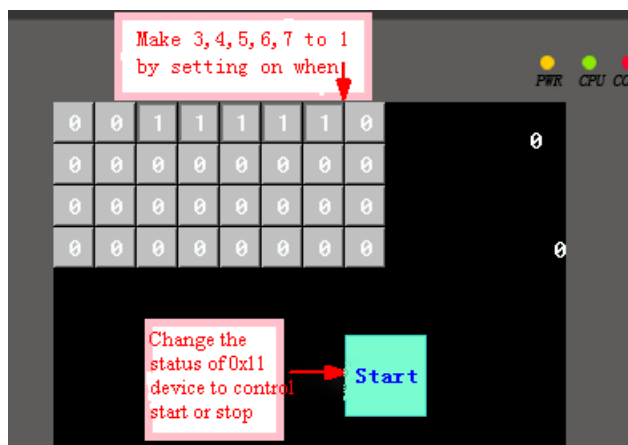 Make 3,4,5,6,7 to 1
by setting on when
PWR CPU CO
0 0 1 1 1 1 1 0
0
0 0 0 0 0 0 0 0
0 0 0 0 0 0 0 0
0 0 0 0 0 0 0 0
0
Change the
status of 0x11
device to control
start or stop
Start